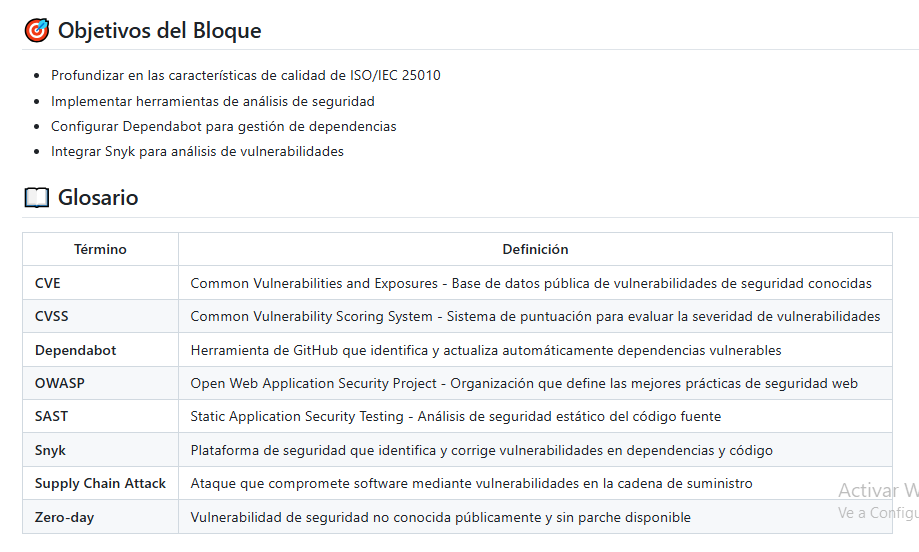 Objetivos del Bloque
Profundizar en las características de calidad de ISO/IEC 25010
Implementar herramientas de análisis de seguridad
Configurar Dependabot para gestión de dependencias
Integrar Snyk para análisis de vulnerabilidades
Glosario
Término Definición
CVE Common Vulnerabilities and Exposures - Base de datos pública de vulnerabilidades de seguridad conocidas
CVSS Common Vulnerability Scoring System - Sistema de puntuación para evaluar la severidad de vulnerabilidades
Dependabot Herramienta de GitHub que identifica y actualiza automáticamente dependencias vulnerables
OWASP Open Web Application Security Project - Organización que define las mejores prácticas de seguridad web
SAST Static Application Security Testing - Análisis de seguridad estático del código fuente
Snyk Plataforma de seguridad que identifica y corrige vulnerabilidades en dependencias y código
Supply Chain Attack Ataque que compromete software mediante vulnerabilidades en la cadena de suministro
Activar W
Ve a Configu
Zero-day Vulnerabilidad de seguridad no conocida públicamente y sin parche disponible